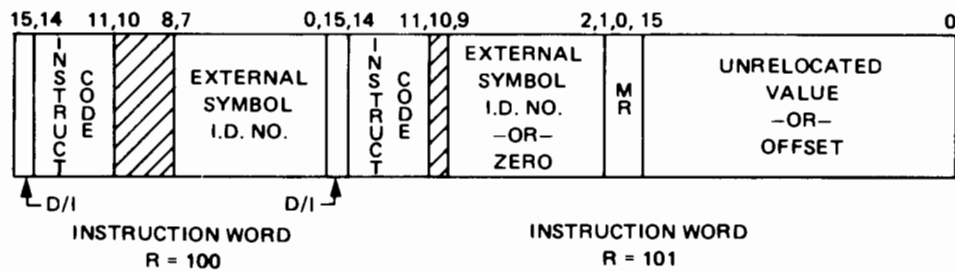 15,14 11,10 8,7 0,15,14 11,10,9 2,1,0,15 0
INSTRUCT
CODE
EXTERNAL
SYMBOL
I.D. NO.
INSTRUCT
CODE
EXTERNAL
SYMBOL
I.D. NO.
—OR—
ZERO
MR
UNRELOCATED
VALUE
—OR—
OFFSET
D/I
D/I
INSTRUCTION WORD
R = 100
INSTRUCTION WORD
R = 101